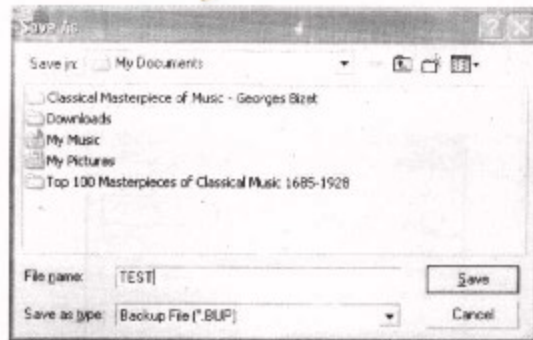 Save As
Save in: My Documents
Classical Masterpiece of Music - Georges Bizet
Downloads
My Music
My Pictures
Top 100 Masterpieces of Classical Music 1685-1928
File name: TEST Save
Save as type: Backup File (*.BUP) Cancel